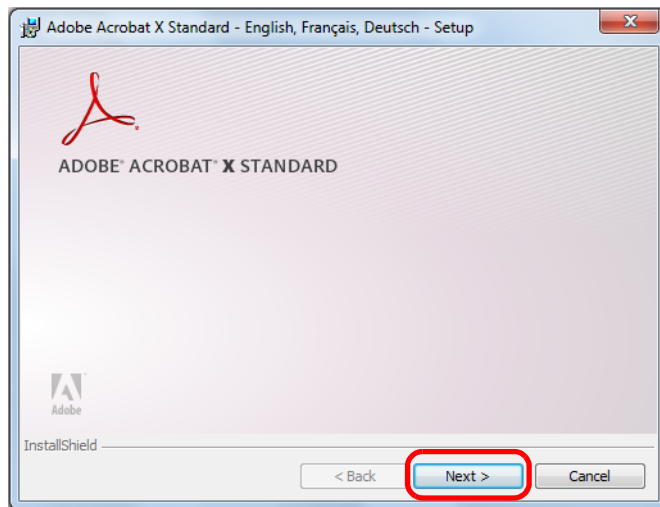 Adobe Acrobat X Standard - English, Français, Deutsch - Setup
ADOBE® ACROBAT® X STANDARD
Adobe
InstallShield
< Back Next > Cancel